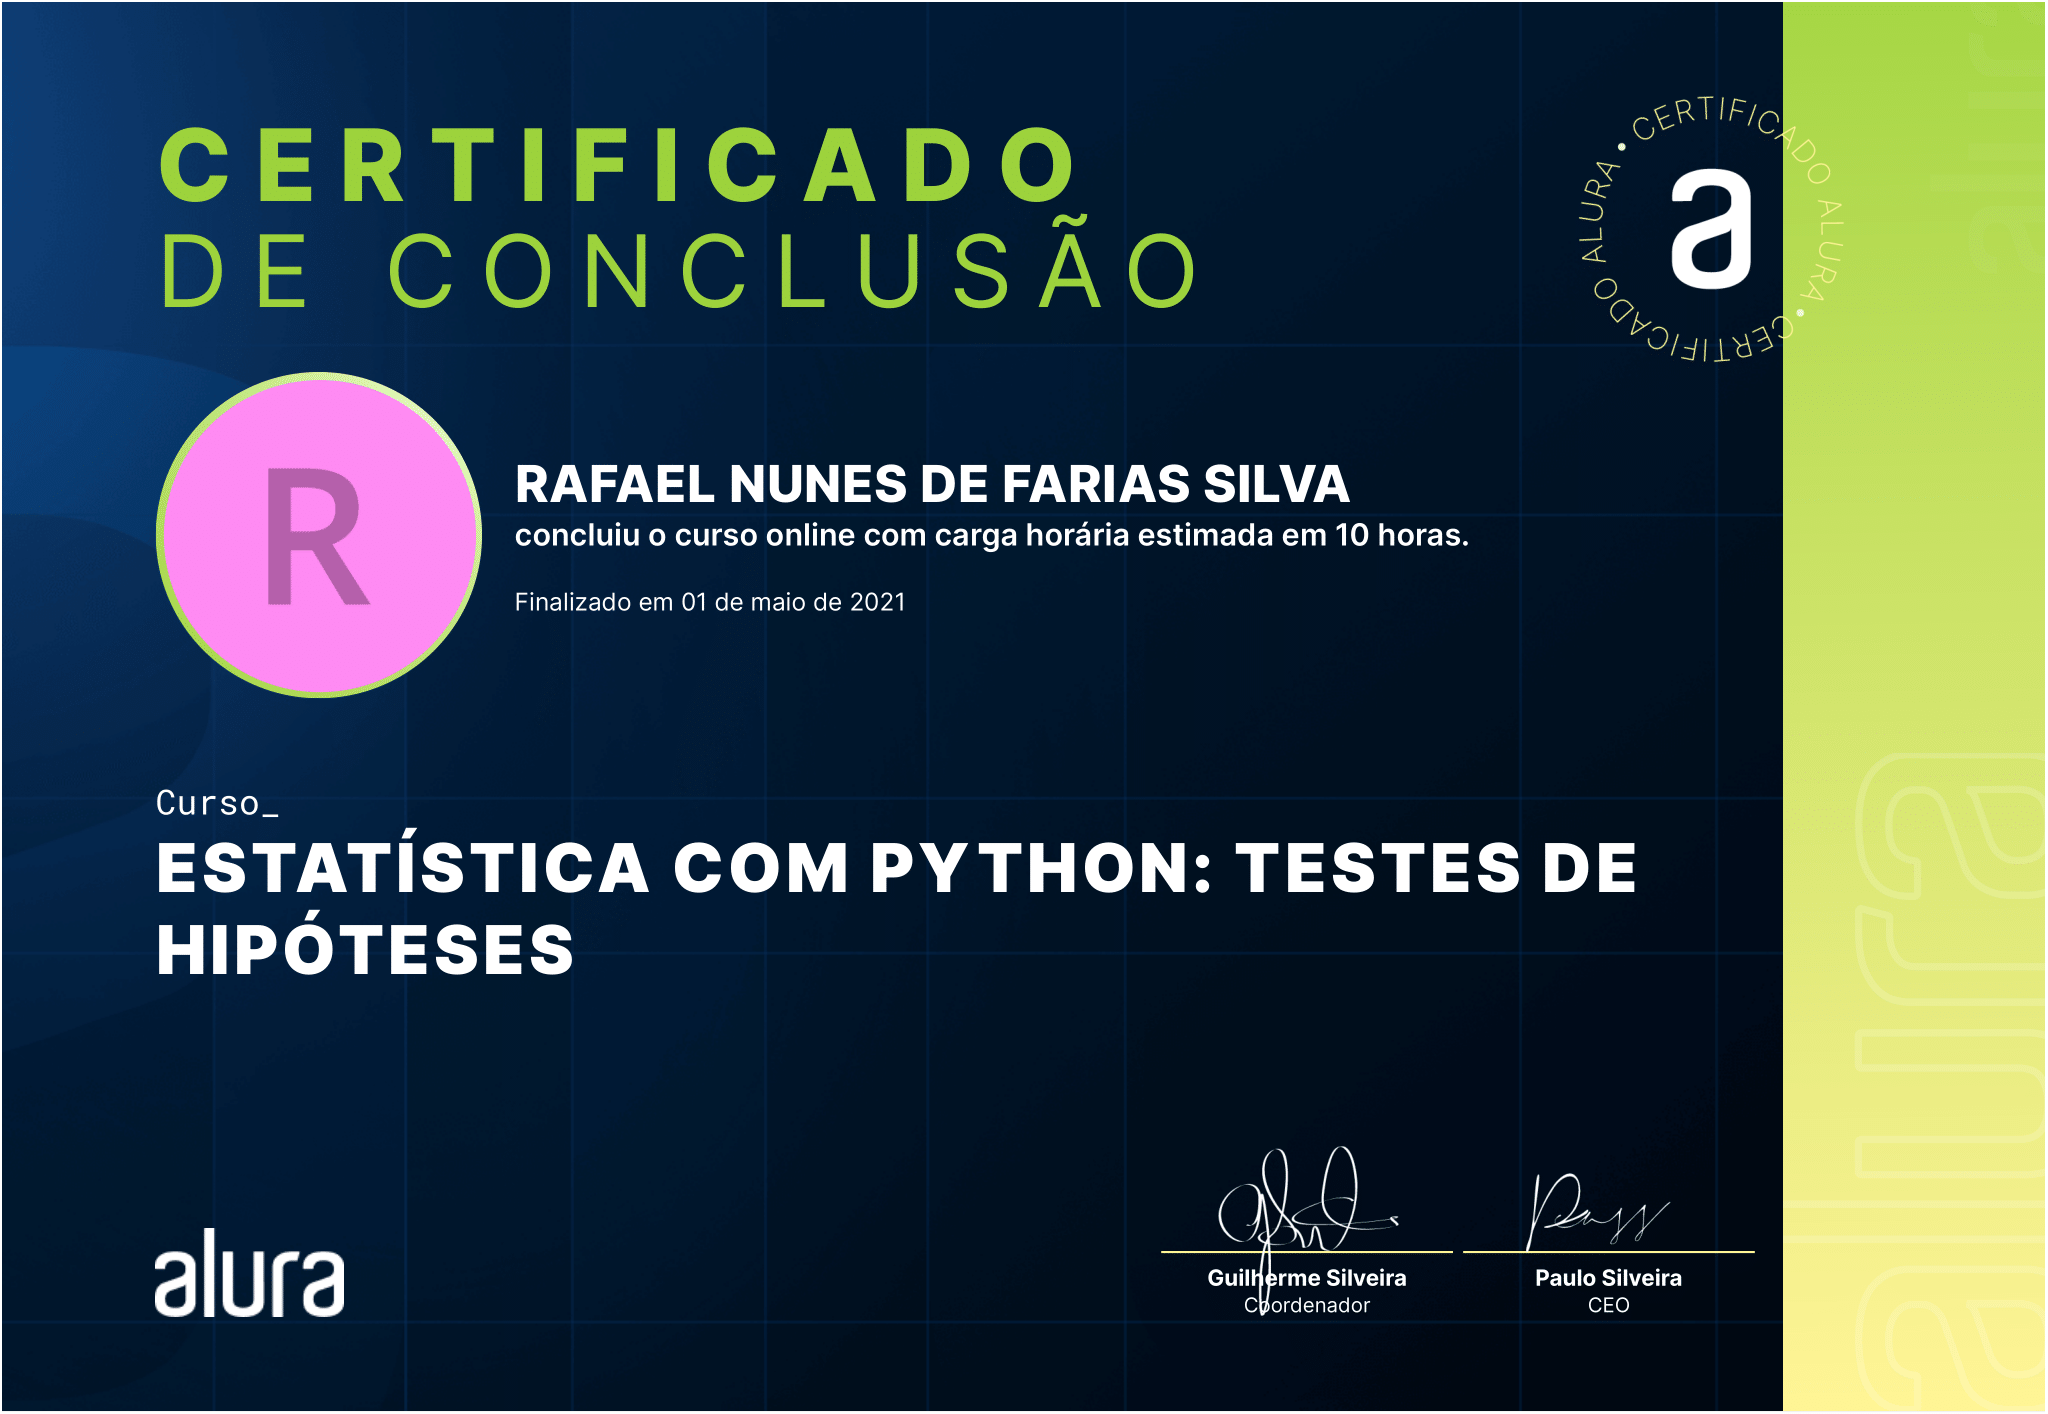 CERTIFICADO
DE CONCLUSÃO
• CERTIFICADO ALURA • CERTIFICADO ALURA
a
R
RAFAEL NUNES DE FARIAS SILVA
concluiu o curso online com carga horária estimada em 10 horas.
Finalizado em 01 de maio de 2021
Curso_
ESTATÍSTICA COM PYTHON: TESTES DE
HIPÓTESES
alura
Guilherme Silveira
Coordenador
Paulo Silveira
CEO
alura
alura